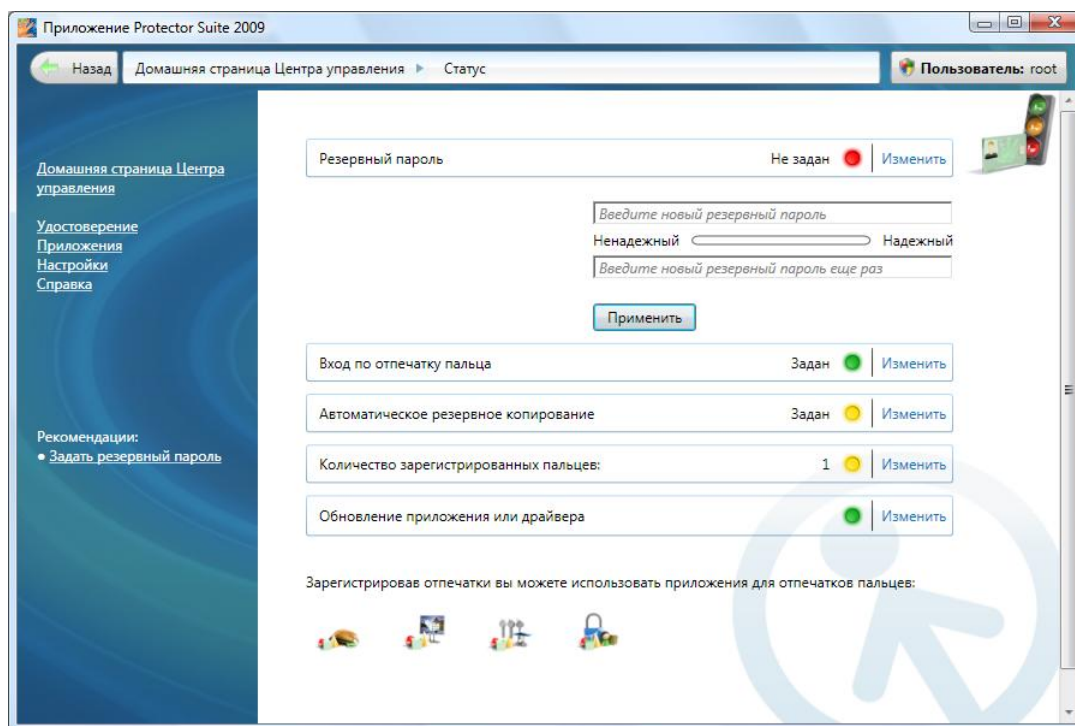 Приложение Protector Suite 2009
Назад Домашняя страница Центра управления Статус Пользователь: root
Домашняя страница Центра
управления
Удостоверение
Приложения
Настройки
Справка
Рекомендации:
• Задать резервный пароль
Резервный пароль Не задан Изменить
Введите новый резервный пароль
Ненадежный Надежный
Введите новый резервный пароль еще раз
Применить
Вход по отпечатку пальца Задан Изменить
Автоматическое резервное копирование Задан Изменить
Количество зарегистрированных пальцев: 1 Изменить
Обновление приложения или драйвера Изменить
Зарегистрировав отпечатки вы можете использовать приложения для отпечатков пальцев: